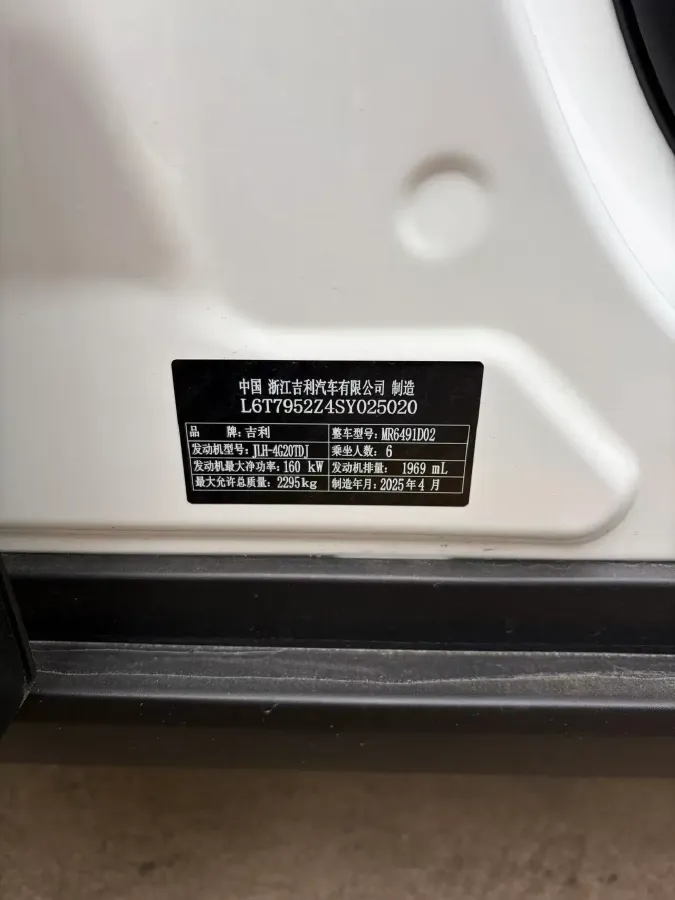 中国 浙江吉利汽车有限公司 制造
L6T7952Z4SY025020
品 牌:吉利 整车型号:MR6491D02
发动机型号:JLH-4G20TDJ 乘坐人数:6
发动机最大净功率:160 kW 发动机排量: 1969 mL
最大允许总质量:2295kg 制造年月:2025年4 月